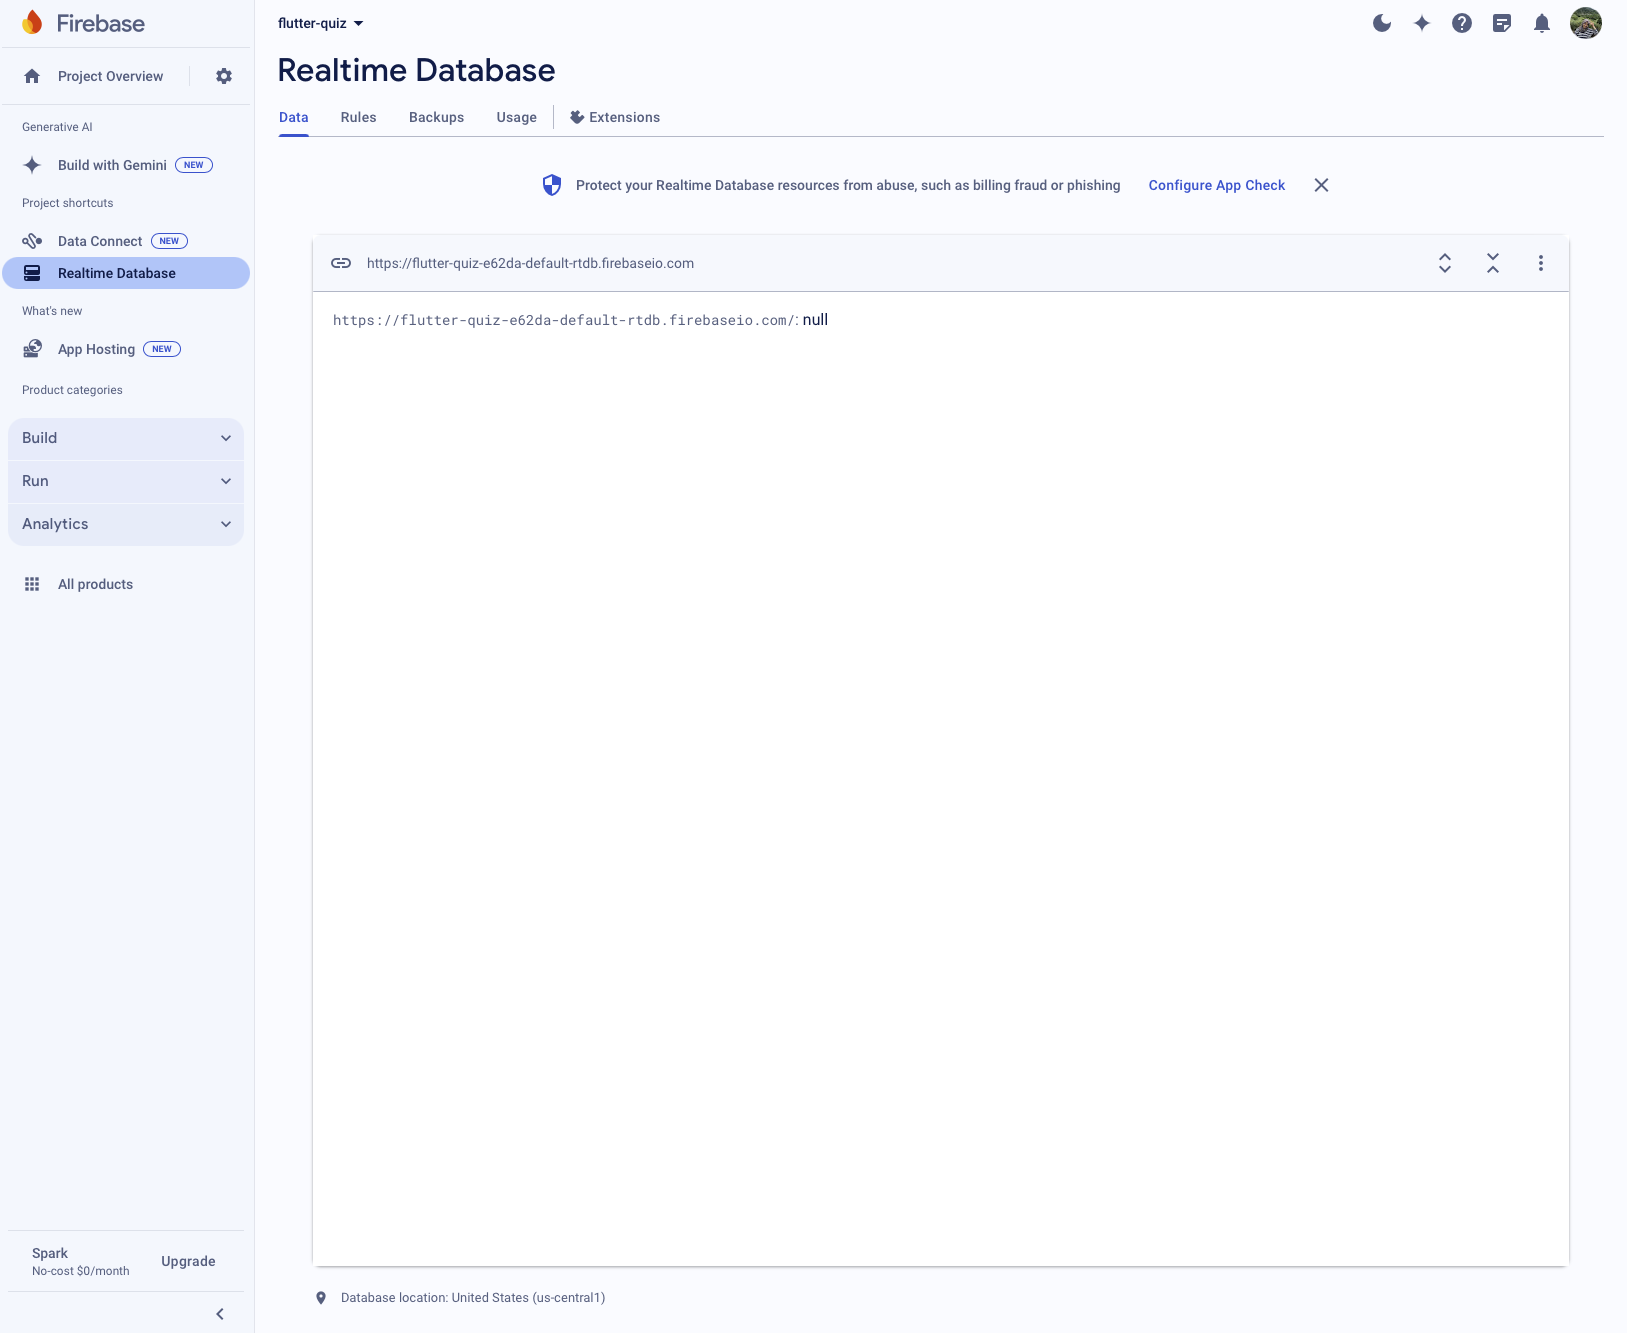 Firebase
Project Overview
Generative AI
Build with Gemini NEW
Project shortcuts
Data Connect NEW
Realtime Database
What's new
App Hosting NEW
Product categories
Build
Run
Analytics
All products
Spark
No-cost $0/month
Upgrade
flutter-quiz
Realtime Database
Data Rules Backups Usage Extensions
Protect your Realtime Database resources from abuse, such as billing fraud or phishing Configure App Check
https://flutter-quiz-e62da-default-rtdb.firebaseio.com
https://flutter-quiz-e62da-default-rtdb.firebaseio.com/: null
Database location: United States (us-central1)